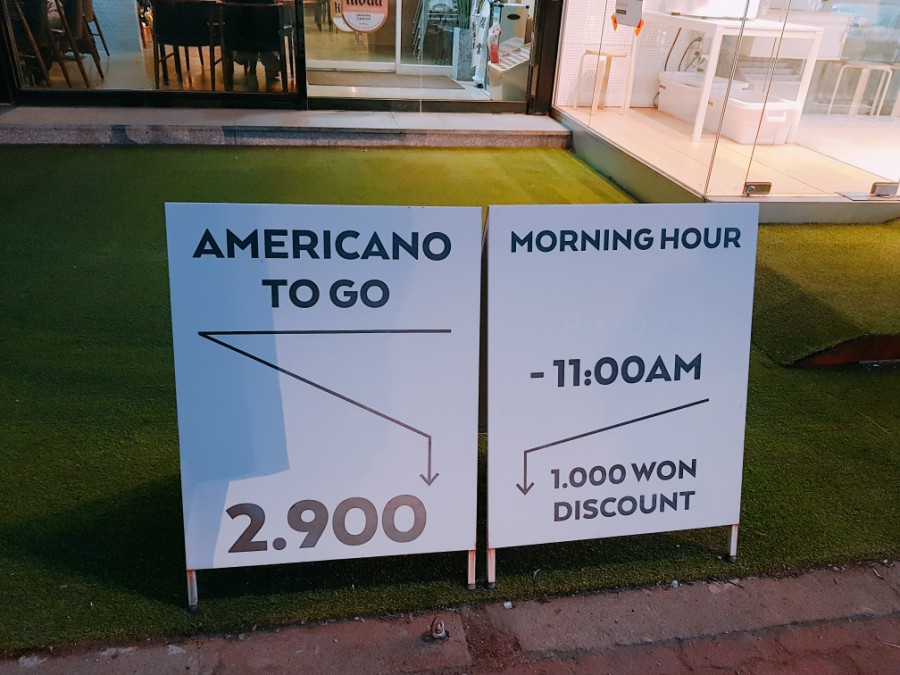 AMERICANO
TO GO
2.900
MORNING HOUR
- 11:00AM
1.000 WON
DISCOUNT